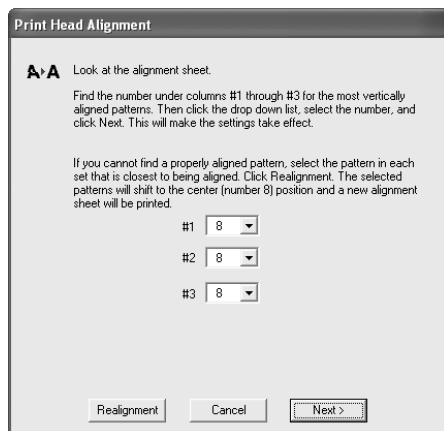 Print Head Alignment
A A Look at the alignment sheet.
Find the number under columns #1 through #3 for the most vertically
aligned patterns. Then click the drop down list, select the number, and
click Next. This will make the settings take effect.
If you cannot find a properly aligned pattern, select the pattern in each
set that is closest to being aligned. Click Realignment. The selected
patterns will shift to the center (number 8) position and a new alignment
sheet will be printed.
#1 8
#2 8
#3 8
Realignment Cancel Next >